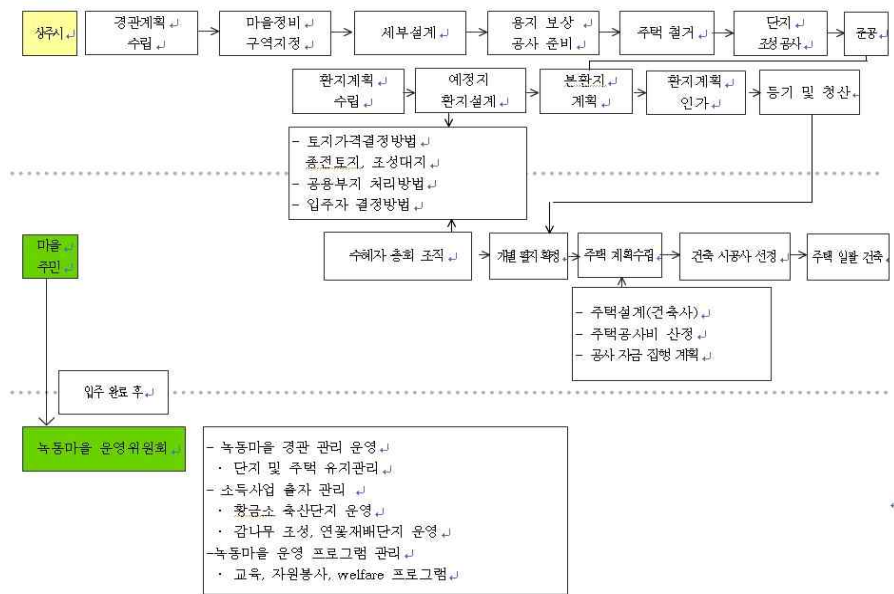 상주시
경관계획
수립
마을정비
구역지정
세부설계
용지 보상
공사 준비
주택 철거
단지
조정공사
준공
환지계획
수립
예정지
환지설계
본환지
계획
환지계획
인가
등기 및 청산
- 토지가격결정방법
종전토지, 조성대지
- 공용부지 처리방법
- 입주자 결정방법
마을
주민
수혜자 총회 조직
개별 필지 확정
주택 계획수립
건축 시공사 선정
주택 일괄 건축
- 주택설계(건축사)
- 주택공사비 산정
- 공사 자금 집행 계획
입주 완료 후
녹동마을 운영위원회
- 녹동마을 경관 관리 운영
· 단지 및 주택 유지관리
- 소득사업 출자 관리
· 황금소 축산단지 운영
· 감나무 조성, 연꽃재배단지 운영
-녹동마을 운영 프로그램 관리
· 교육, 자원봉사, welfare 프로그램